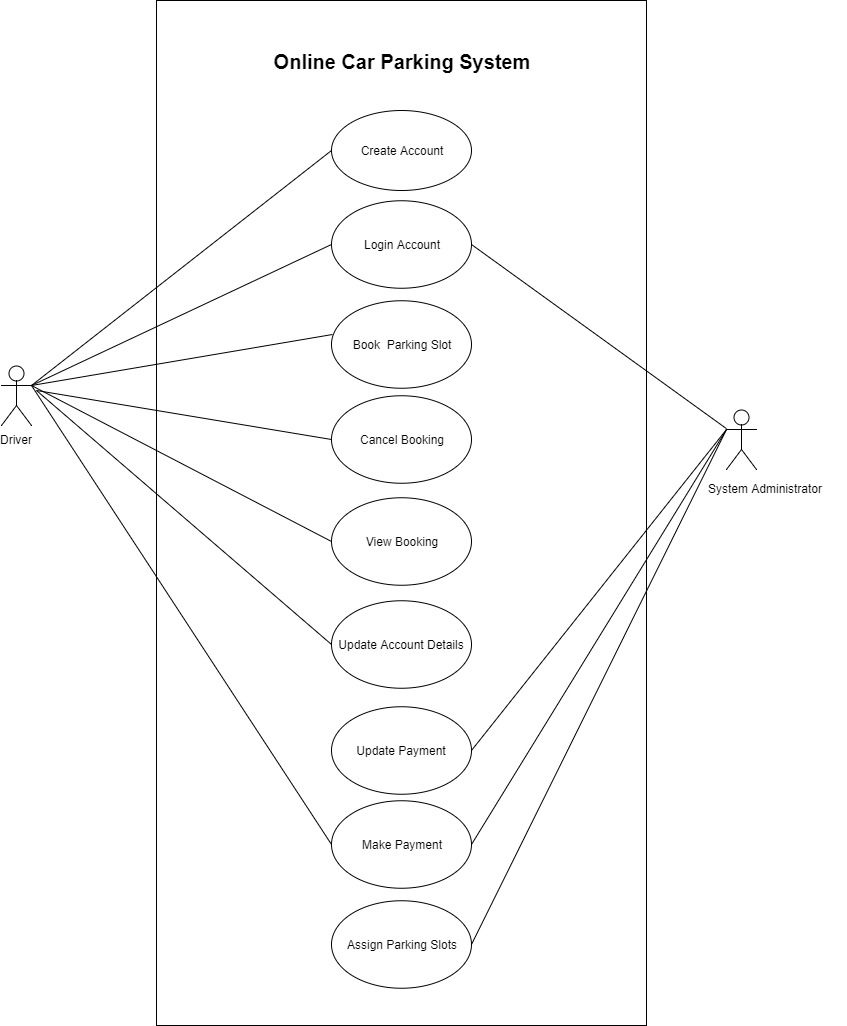 Online Car Parking System
Create Account
Login Account
Book  Parking Slot
Driver
Cancel Booking
System Administrator
View Booking
Update Account Details
Update Payment
Make Payment
Assign Parking Slots